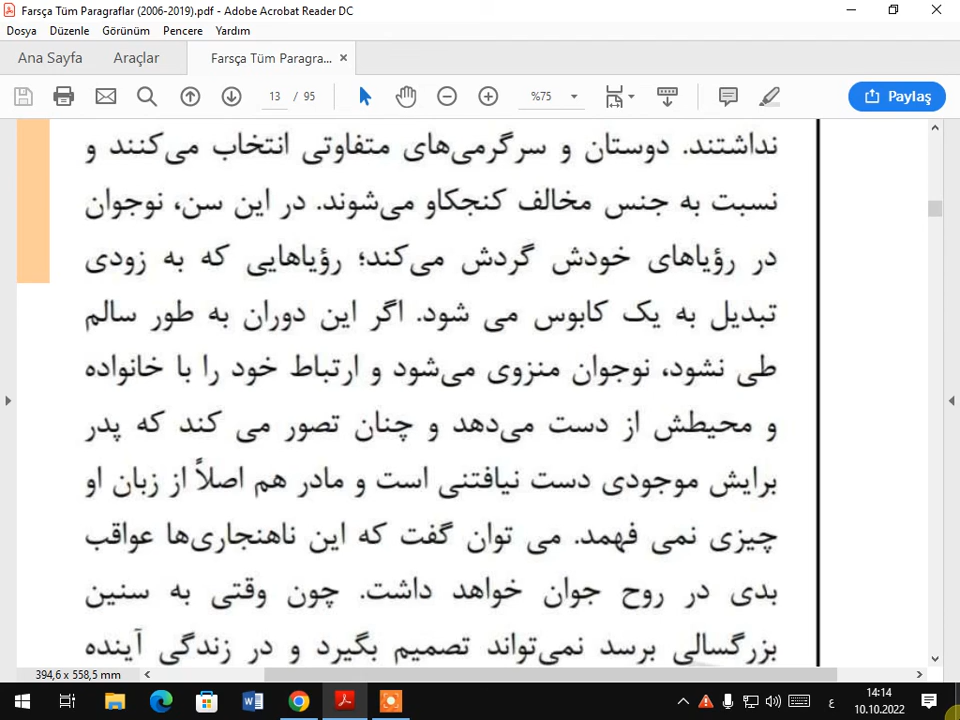 Farsça Tüm Paragraflar (2006-2019).pdf - Adobe Acrobat Reader DC
Dosya Düzenle Görünüm Pencere Yardım
Ana Sayfa Araçlar Farsça Tüm Paragra... ×
13 / 95 %75 Paylaş
نداشتند. دوستان و سرگرمی‌های متفاوتی انتخاب می‌کنند و
نسبت به جنس مخالف کنجکاو می‌شوند. در این سن، نوجوان
در رؤیاهای خودش گردش می‌کند؛ رؤیاهایی که به زودی
تبدیل به یک کابوس می شود. اگر این دوران به طور سالم
طی نشود، نوجوان منزوی می‌شود و ارتباط خود را با خانواده
و محیطش از دست می‌دهد و چنان تصور می کند که پدر
برایش موجودی دست نیافتنی است و مادر هم اصلاً از زبان او
چیزی نمی فهمد. می توان گفت که این ناهنجاری‌ها عواقب
بدی در روح جوان خواهد داشت. چون وقتی به سنین
بزرگسالی برسد نمی‌تواند تصمیم بگیرد و در زندگی آینده
394,6 x 558,5 mm
ع 14:14
10.10.2022